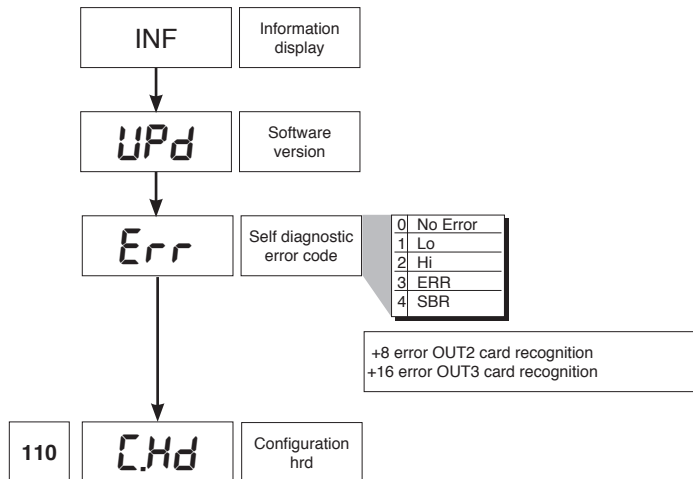 INF
Information
display
UPd
Software
version
Err
Self diagnostic
error code
0 No Error
1 Lo
2 Hi
3 ERR
4 SBR
+8 error OUT2 card recognition
+16 error OUT3 card recognition
110
C.Hd
Configuration
hrd